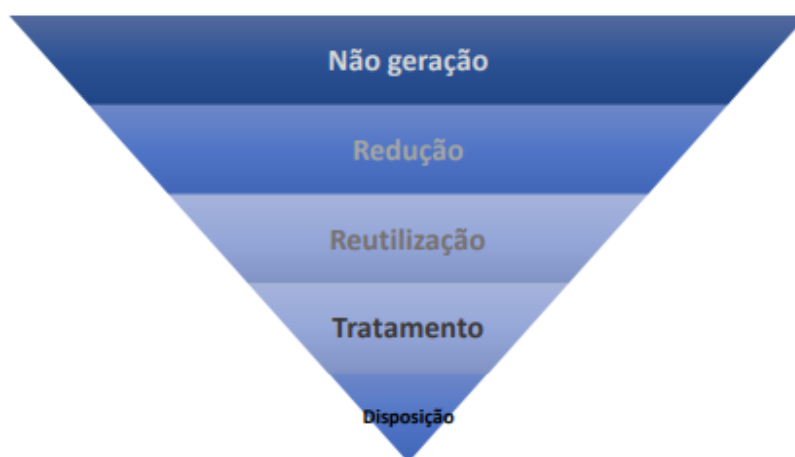 Não geração
Redução
Reutilização
Tratamento
Disposição